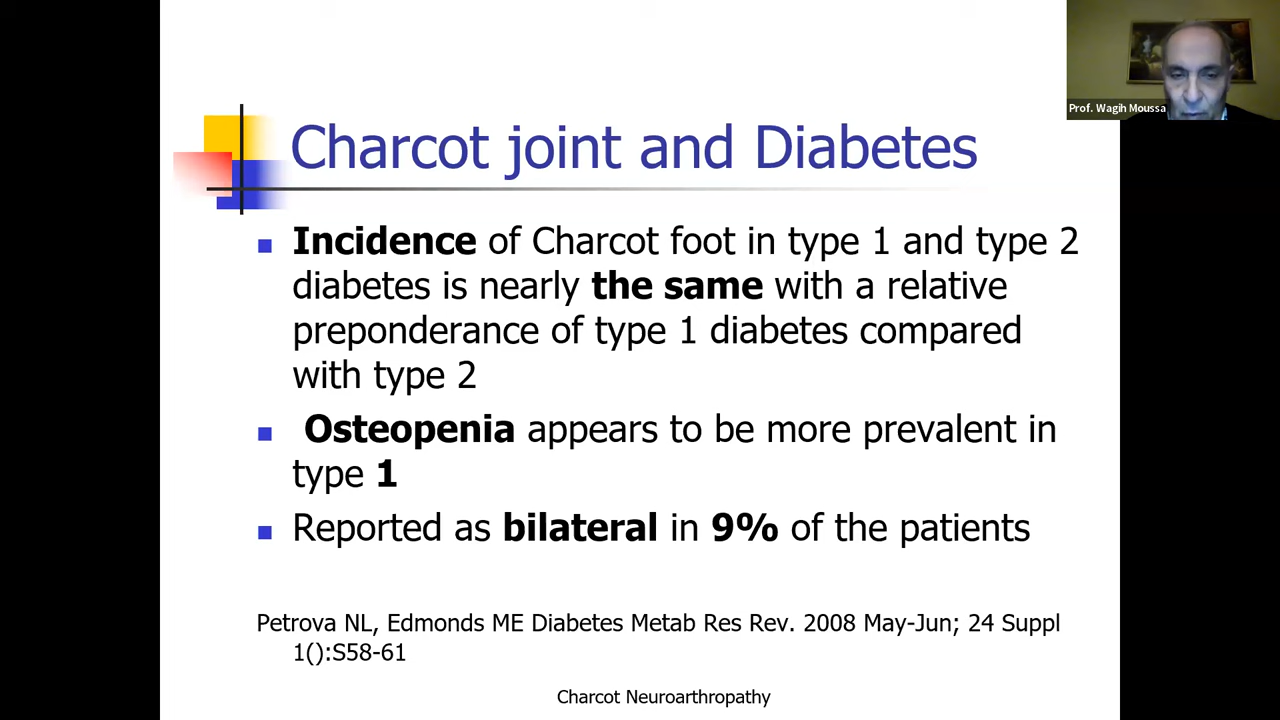 Prof. Wagih Moussa
Charcot joint and Diabetes
Incidence of Charcot foot in type 1 and type 2
diabetes is nearly the same with a relative
preponderance of type 1 diabetes compared
with type 2
Osteopenia appears to be more prevalent in
type 1
Reported as bilateral in 9% of the patients
Petrova NL, Edmonds ME Diabetes Metab Res Rev. 2008 May-Jun; 24 Suppl
1():S58-61
Charcot Neuroarthropathy